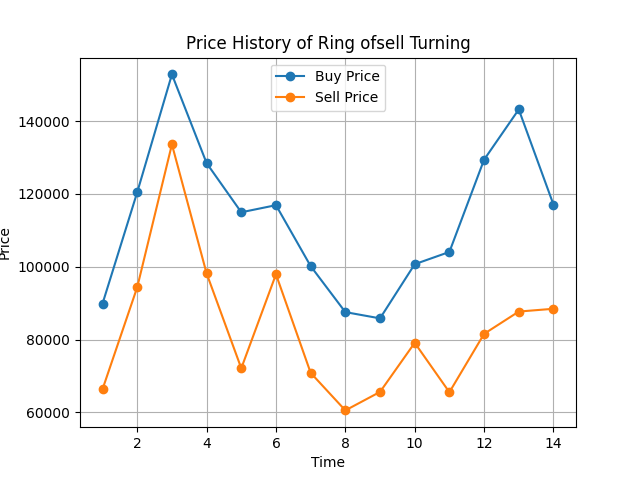 Price History of Ring ofsell Turning
Buy Price
Sell Price
Price
140000
120000
100000
80000
60000
2 4 6 8 10 12 14
Time